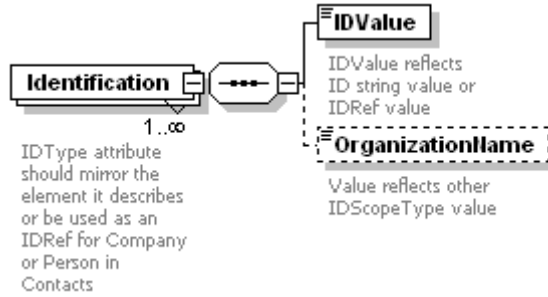 IDValue
IDValue reflects
ID string value or
IDRef value
Identification
1..∞
IDType attribute
should mirror the
element it describes
or be used as an
IDRef for Company
or Person in
Contacts
OrganizationName
Value reflects other
IDScopeType value